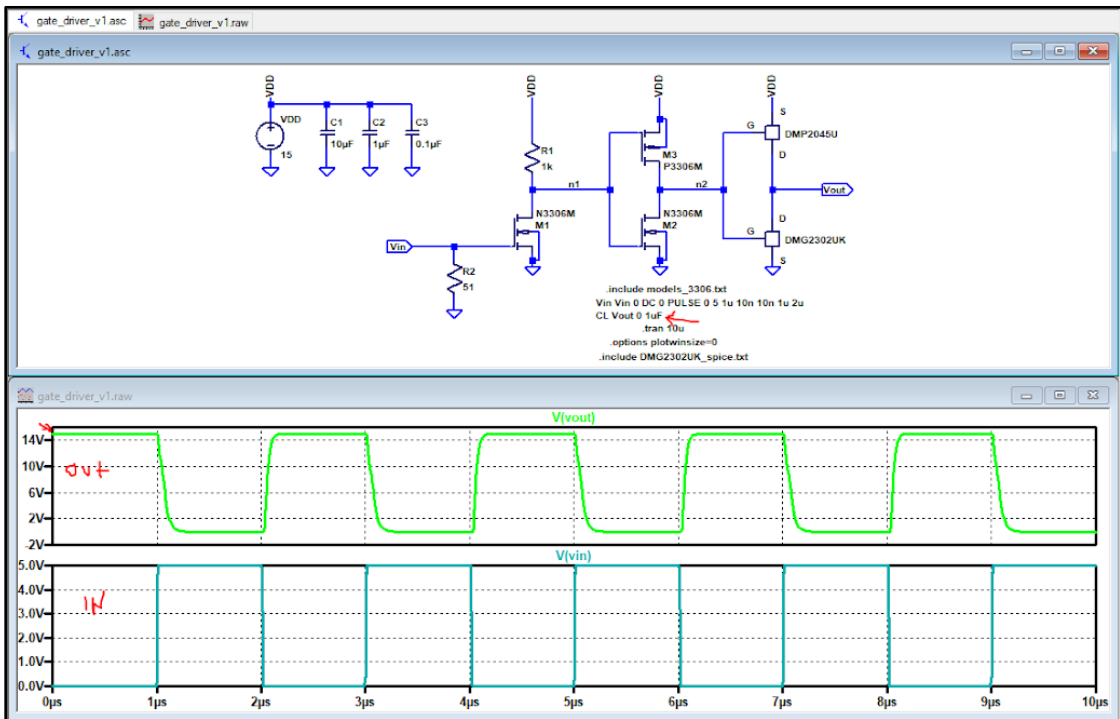 gate_driver_v1.asc gate_driver_v1.raw
gate_driver_v1.asc
VDD
VDD
15
C1
10µF
C2
1µF
C3
0.1µF
VDD
R1
1k
n1
N3306M
M1
Vin
R2
51
VDD
M3
P3306M
n2
N3306M
M2
VDD
S
G
DMP2045U
D
Vout
D
G
DMG2302UK
S
.include models_3306.txt
Vin Vin 0 DC 0 PULSE 0 5 1u 10n 10n 1u 2u
CL Vout 0 1uF
.tran 10u
.options plotwinsize=0
.include DMG2302UK_spice.txt
gate_driver_v1.raw
V(vout)
14V
10V
6V
2V
-2V
OUT
V(vin)
5.0V
4.0V
3.0V
2.0V
1.0V
0.0V
IN
0µs 1µs 2µs 3µs 4µs 5µs 6µs 7µs 8µs 9µs 10µs